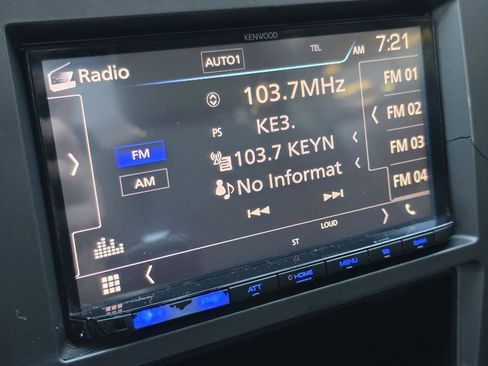 KENWOOD
Radio
AUTO1
TEL
AM 7:21
103.7MHz
FM 01
PS KE3.
FM 02
FM
103.7 KEYN
FM 03
AM
No Informat
FM 04
LOUD
ST
ATT
HOME
MENU
CAM